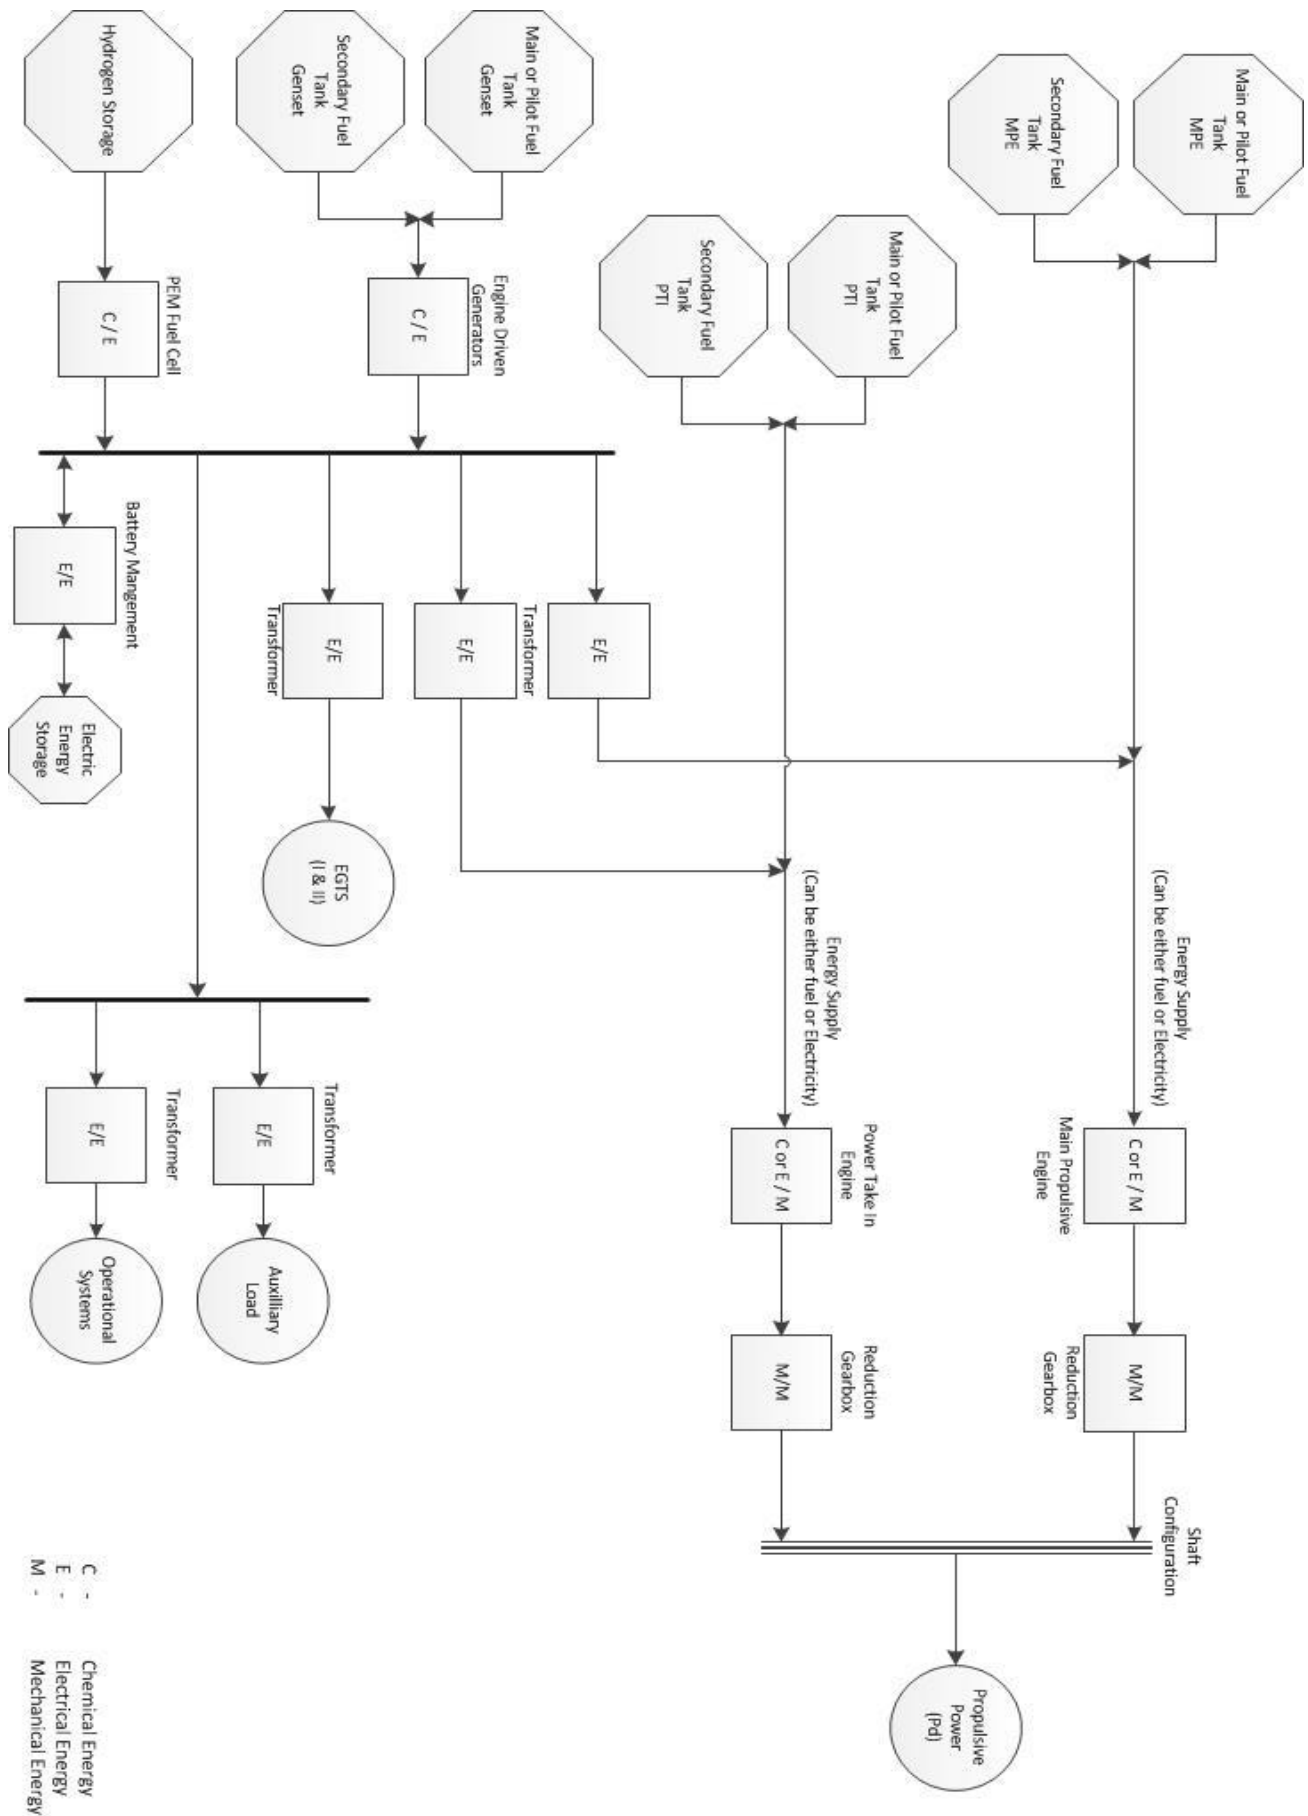 Main or Pilot Fuel
Tank
MPE
Secondary Fuel
Tank
MPE
Energy Supply
(Can be either fuel or Electricity)
C or E / M
Main Propulsive
Engine
M/M
Reduction
Gearbox
Shaft
Configuration
Propulsive
Power
(Pd)
Main or Pilot Fuel
Tank
PTI
Secondary Fuel
Tank
PTI
Energy Supply
(Can be either fuel or Electricity)
Power Take In
Engine
C or E / M
Reduction
Gearbox
M/M
Main or Pilot Fuel
Tank
Genset
Secondary Fuel
Tank
Genset
Engine Driven
Generators
C / E
E/E
Transformer
E/E
E/E
Transformer
EGTS
(I & II)
Hydrogen Storage
PEM Fuel Cell
C / E
Battery Mangement
E/E
Electric
Energy
Storage
Transformer
E/E
Auxilliary
Load
Transformer
E/E
Operational
Systems
C - Chemical Energy
E - Electrical Energy
M - Mechanical Energy